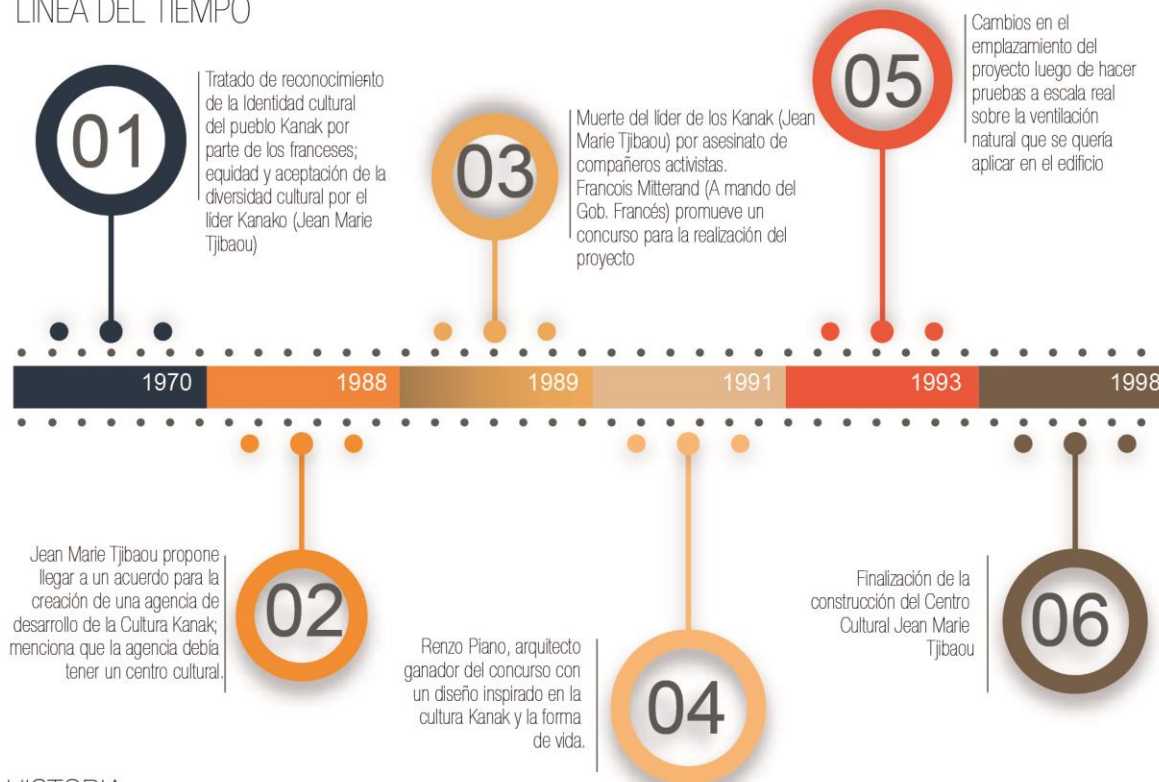 LÍNEA DEL TIEMPO
01
Tratado de reconocimiento
de la Identidad cultural
del pueblo Kanak por
parte de los franceses;
equidad y aceptación de la
diversidad cultural por el
líder Kanako (Jean Marie
Tjibaou)
03
Muerte del líder de los Kanak (Jean
Marie Tjibaou) por asesinato de
compañeros activistas.
Francois Mitterand (A mando del
Gob. Francés) promueve un
concurso para la realización del
proyecto
05
Cambios en el
emplazamiento del
proyecto luego de hacer
pruebas a escala real
sobre la ventilación
natural que se quería
aplicar en el edificio
1970
1988
1989
1991
1993
1998
Jean Marie Tjibaou propone
llegar a un acuerdo para la
creación de una agencia de
desarrollo de la Cultura Kanak;
menciona que la agencia debía
tener un centro cultural.
02
Renzo Piano, arquitecto
ganador del concurso con
un diseño inspirado en la
cultura Kanak y la forma
de vida.
04
Finalización de la
construcción del Centro
Cultural Jean Marie
Tjibaou
06
HISTORIA